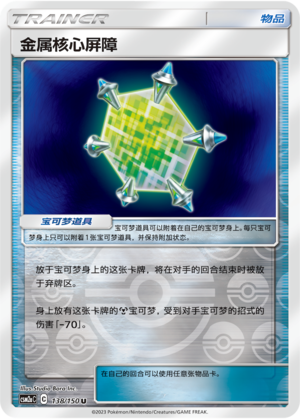 TRAINER
物品
金属核心屏障
宝可梦道具
宝可梦道具可以附着在自己的宝可梦身上。每只宝可
梦身上只可以附着1张宝可梦道具,并保持附加状态。
放于宝可梦身上的这张卡牌,将在对手的回合结束时被放
于弃牌区。
身上放有这张卡牌的宝可梦,受到对手宝可梦的招式的
伤害「-70」。
Illus. Studio Bora Inc.
在自己的回合可以使用任意张物品卡。
CSM2aC C 138/150 U
©2023 Pokémon/Nintendo/Creatures/GAME FREAK.